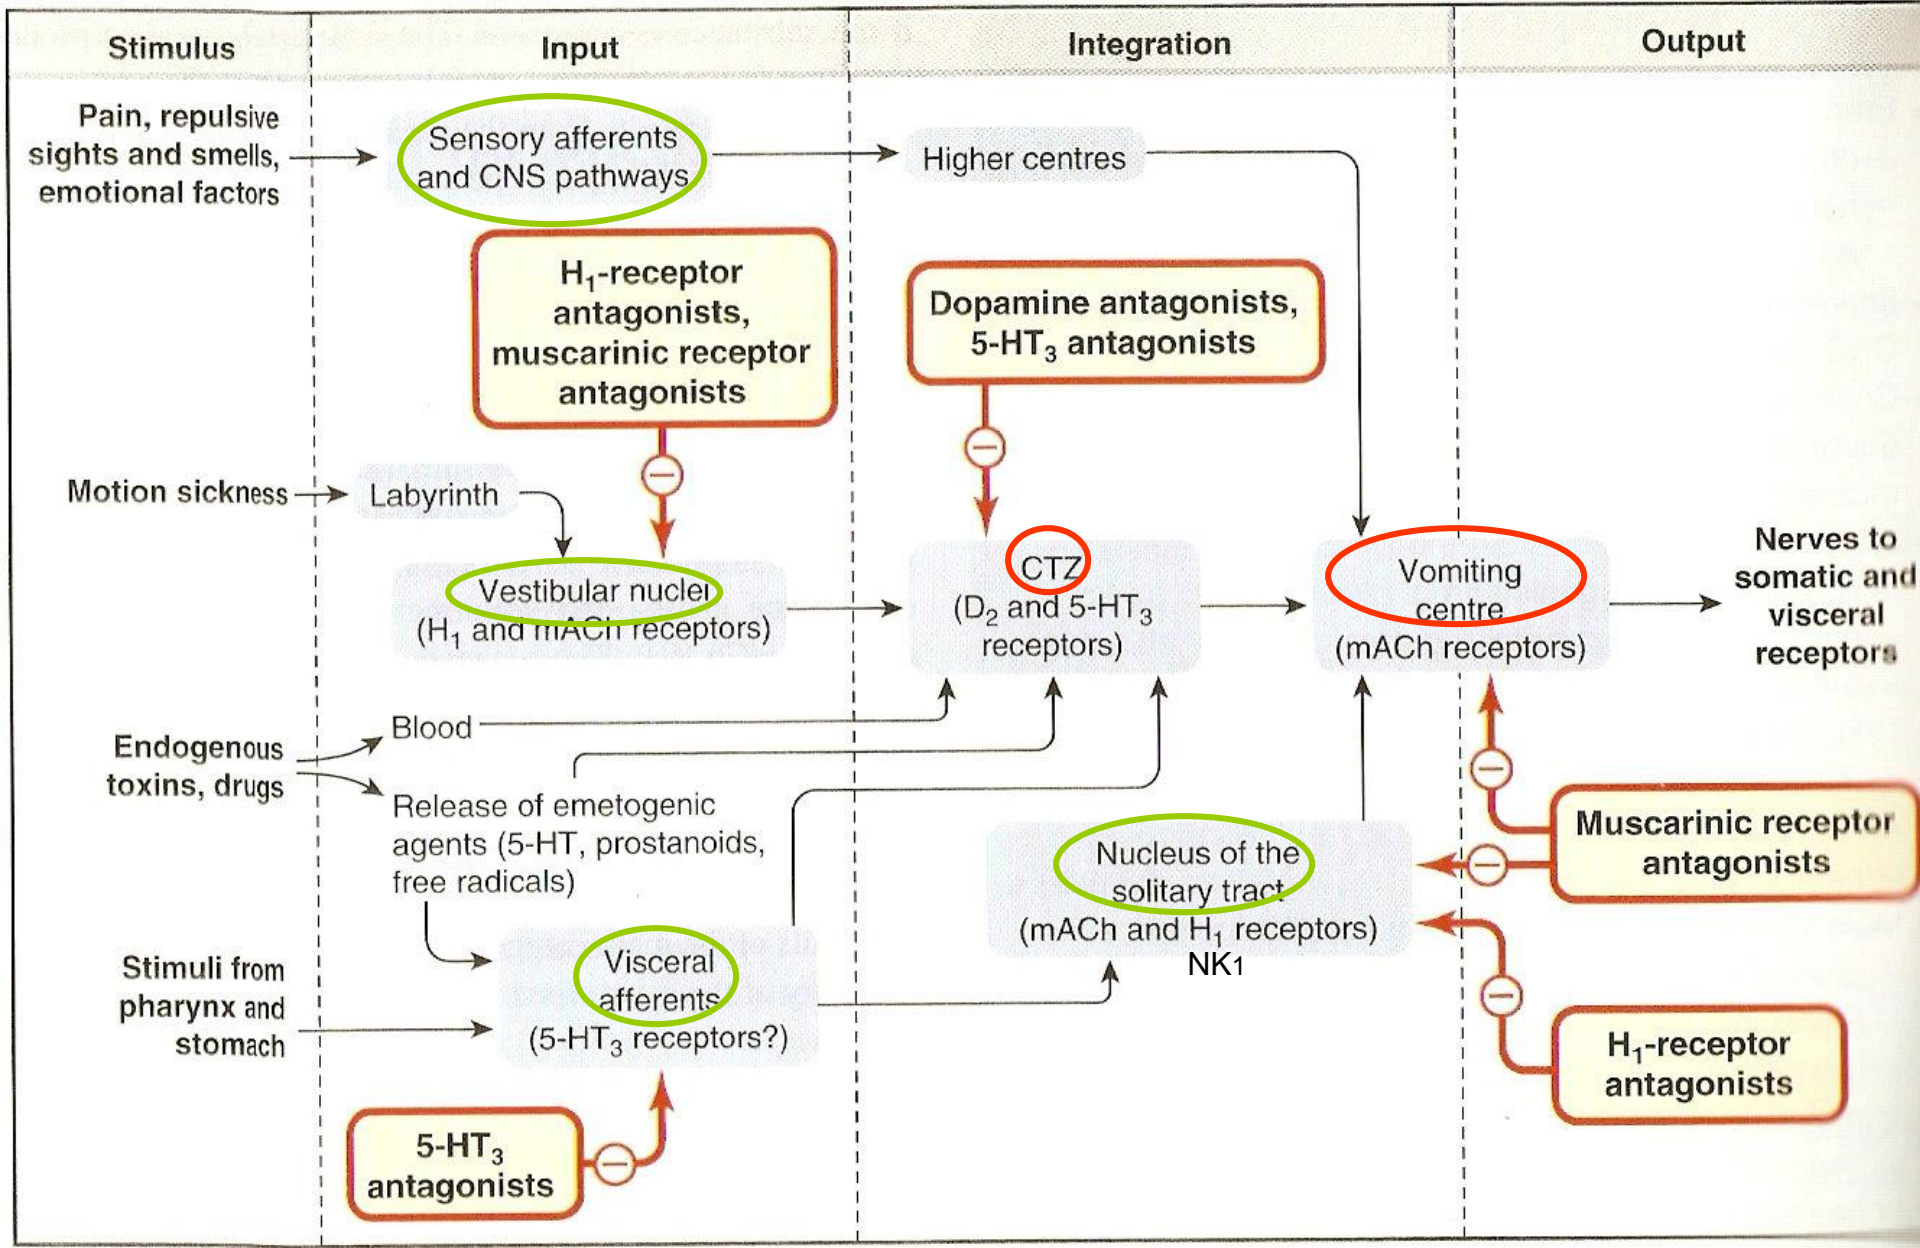 Stimulus
Input
Integration
Output
Pain, repulsive
sights and smells,
emotional factors
Sensory afferents
and CNS pathways
Higher centres
H₁-receptor
antagonists,
muscarinic receptor
antagonists
Dopamine antagonists,
5-HT₃ antagonists
Motion sickness
Labyrinth
Vestibular nuclei
(H₁ and mACh receptors)
CTZ
(D₂ and 5-HT₃
receptors)
Vomiting
centre
(mACh receptors)
Nerves to
somatic and
visceral
receptors
Endogenous
toxins, drugs
Blood
Release of emetogenic
agents (5-HT, prostanoids,
free radicals)
Nucleus of the
solitary tract
(mACh and H₁ receptors)
NK1
Muscarinic receptor
antagonists
Stimuli from
pharynx and
stomach
Visceral
afferents
(5-HT₃ receptors?)
H₁-receptor
antagonists
5-HT₃
antagonists